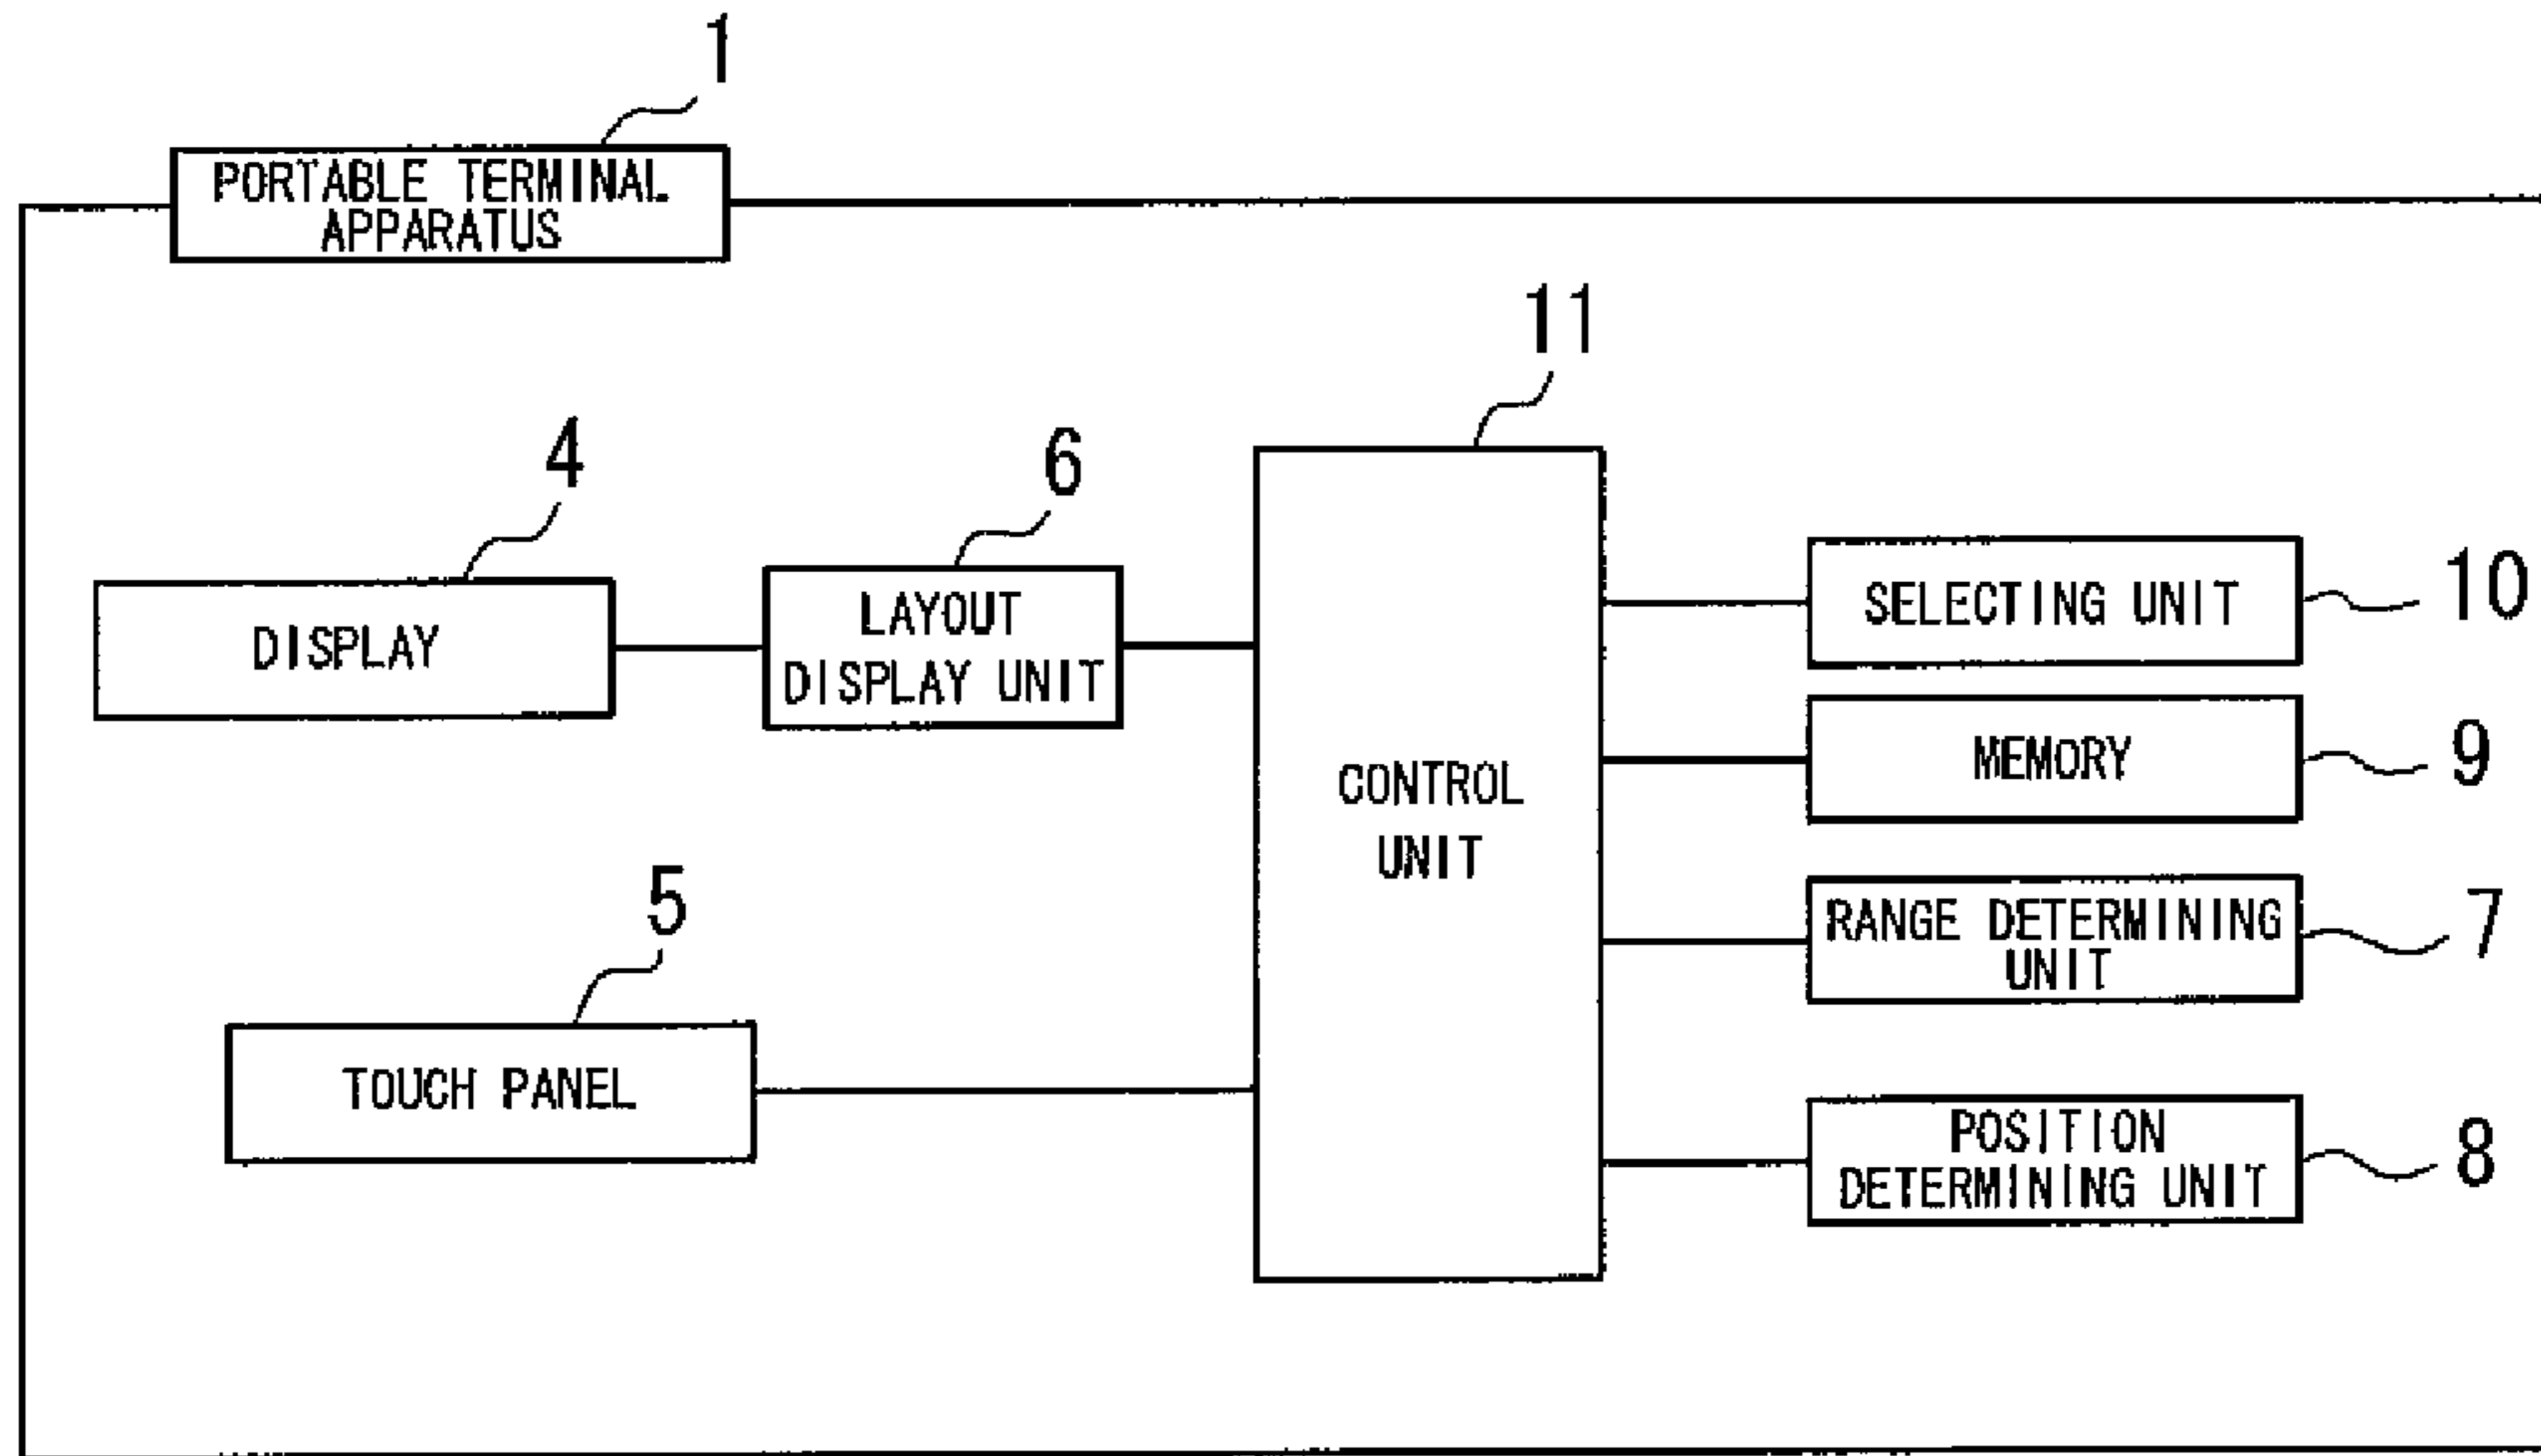 1
PORTABLE TERMINAL
APPARATUS
11
4
6
DISPLAY
LAYOUT
DISPLAY UNIT
SELECTING UNIT
10
MEMORY
9
CONTROL
UNIT
5
RANGE DETERMINING
UNIT
7
TOUCH PANEL
POSITION
DETERMINING UNIT
8